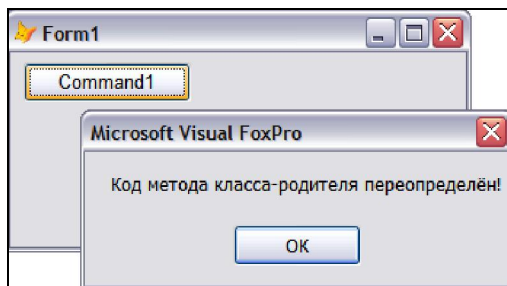 Form1
Command1
Microsoft Visual FoxPro
Код метода класса-родителя переопределён!
OK